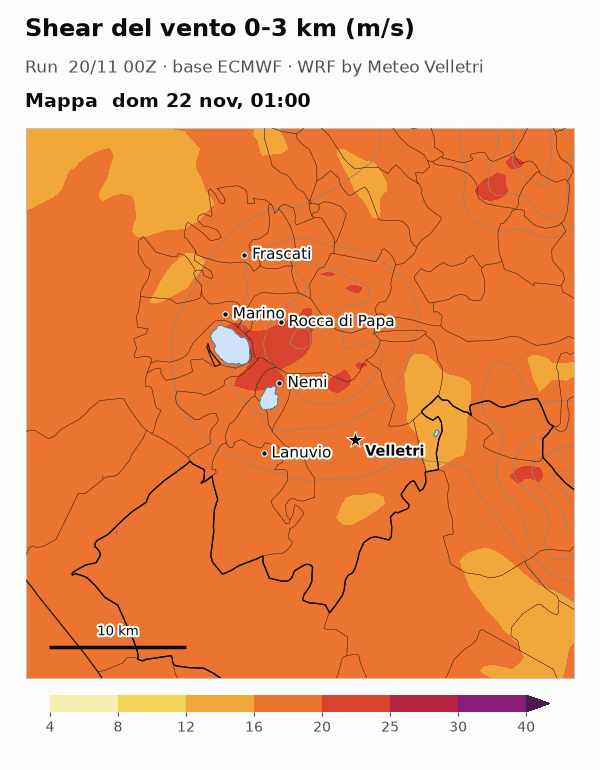 Shear del vento 0-3 km (m/s)
Run  20/11 00Z · base ECMWF · WRF by Meteo Velletri
Mappa  dom 22 nov, 01:00
Frascati
Marino
Rocca di Papa
Nemi
Velletri
Lanuvio
10 km
4 8 12 16 20 25 30 40